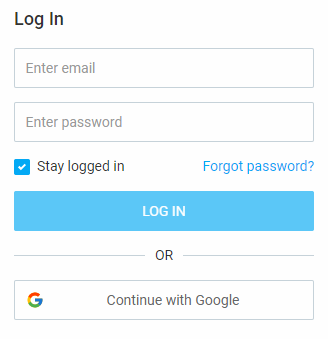 Log In
Enter email
Enter password
Stay logged in Forgot password?
LOG IN
OR
Continue with Google